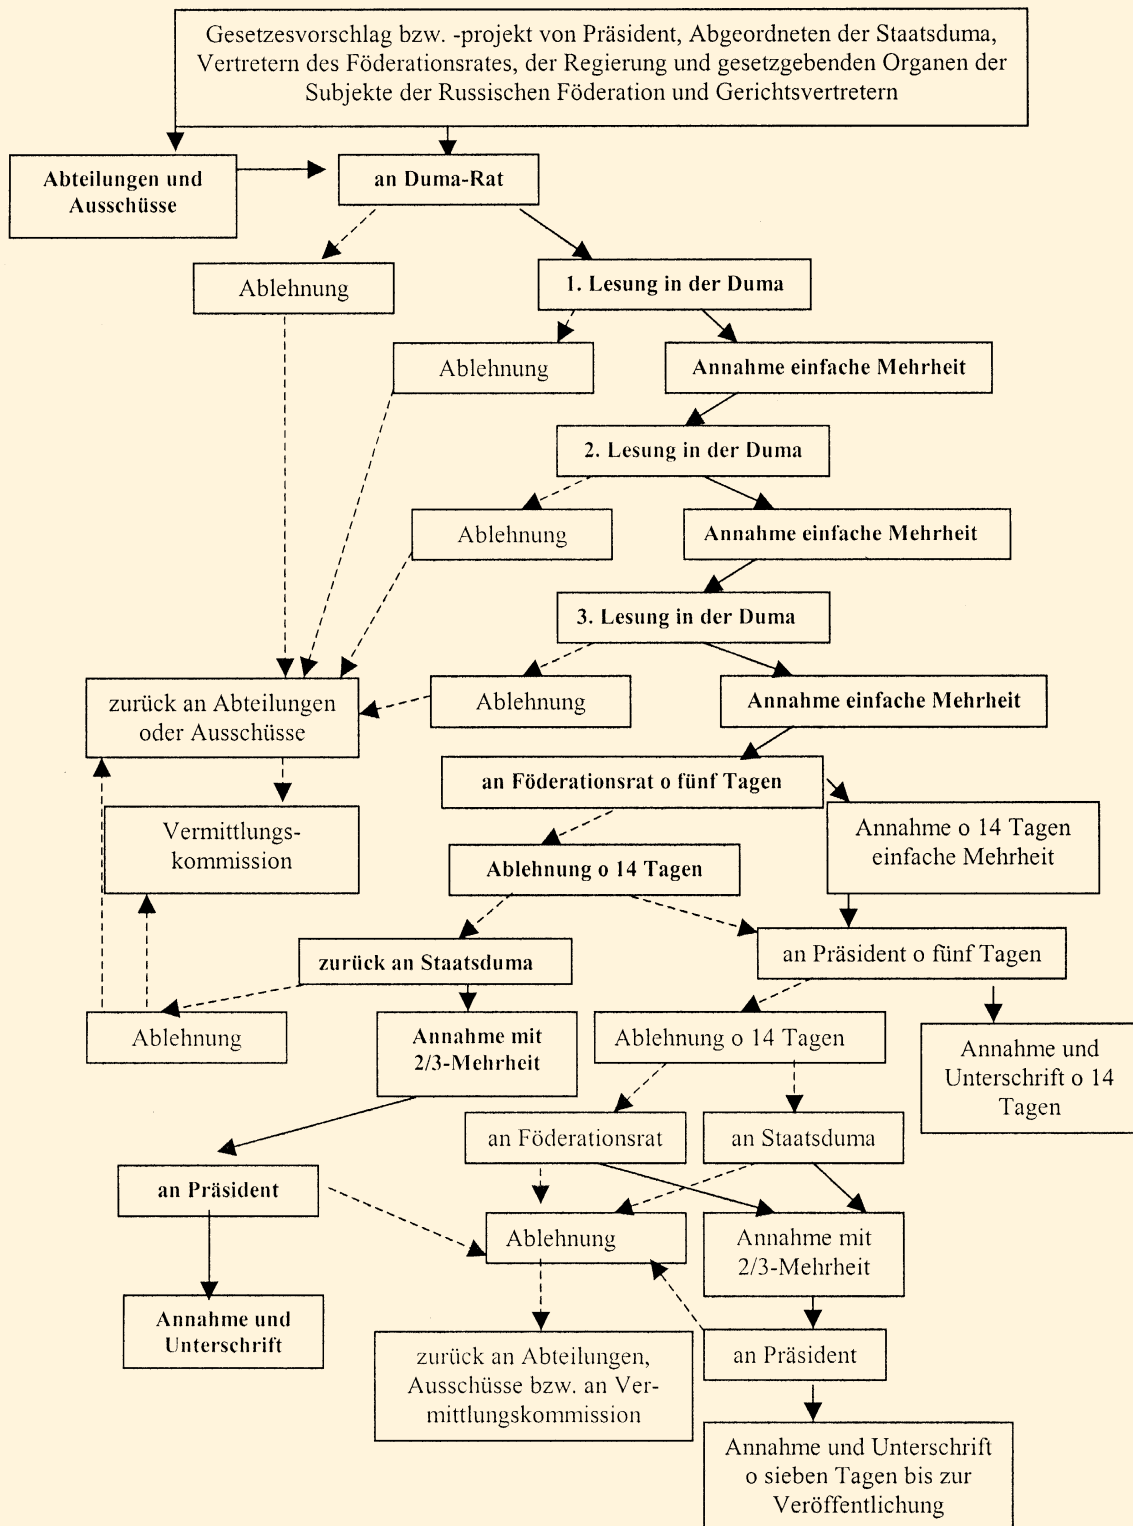 Gesetzesvorschlag bzw. -projekt von Präsident, Abgeordneten der Staatsduma,
Vertretern des Föderationsrates, der Regierung und gesetzgebenden Organen der
Subjekte der Russischen Föderation und Gerichtsvertretern
Abteilungen und
Ausschüsse
an Duma-Rat
Ablehnung
1. Lesung in der Duma
Ablehnung
Annahme einfache Mehrheit
2. Lesung in der Duma
Ablehnung
Annahme einfache Mehrheit
3. Lesung in der Duma
zurück an Abteilungen
oder Ausschüsse
Ablehnung
Annahme einfache Mehrheit
an Föderationsrat o fünf Tagen
Vermittlungs-
kommission
Annahme o 14 Tagen
einfache Mehrheit
Ablehnung o 14 Tagen
zurück an Staatsduma
an Präsident o fünf Tagen
Ablehnung
Annahme mit
2/3-Mehrheit
Ablehnung o 14 Tagen
Annahme und
Unterschrift o 14
Tagen
an Föderationsrat
an Staatsduma
an Präsident
Ablehnung
Annahme mit
2/3-Mehrheit
Annahme und
Unterschrift
zurück an Abteilungen,
Ausschüsse bzw. an Ver-
mittlungskommission
an Präsident
Annahme und Unterschrift
o sieben Tagen bis zur
Veröffentlichung